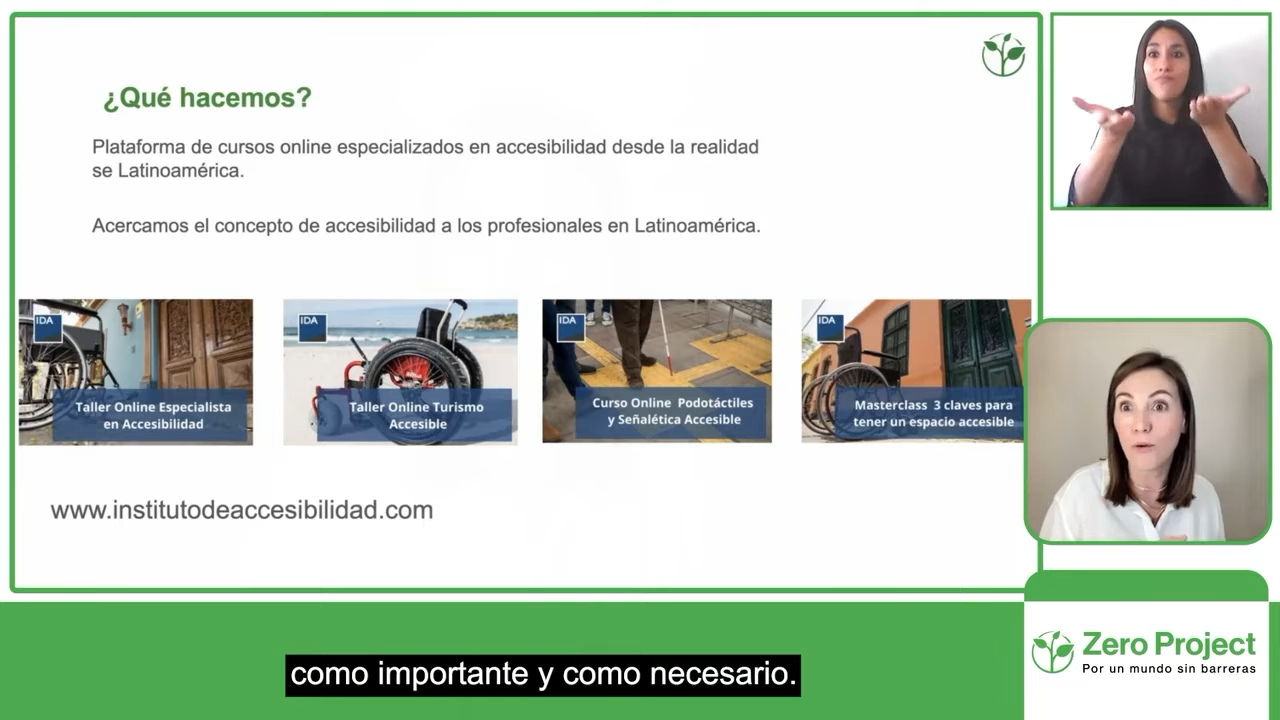 ¿Qué hacemos?
Plataforma de cursos online especializados en accesibilidad desde la realidad
se Latinoamérica.
Acercamos el concepto de accesibilidad a los profesionales en Latinoamérica.
IDA
Taller Online Especialista
en Accesibilidad
IDA
Taller Online Turismo
Accesible
IDA
Curso Online Podotáctiles
y Señalética Accesible
IDA
Masterclass 3 claves para
tener un espacio accesible
www.institutodeaccesibilidad.com
como importante y como necesario.
Zero Project
Por un mundo sin barreras